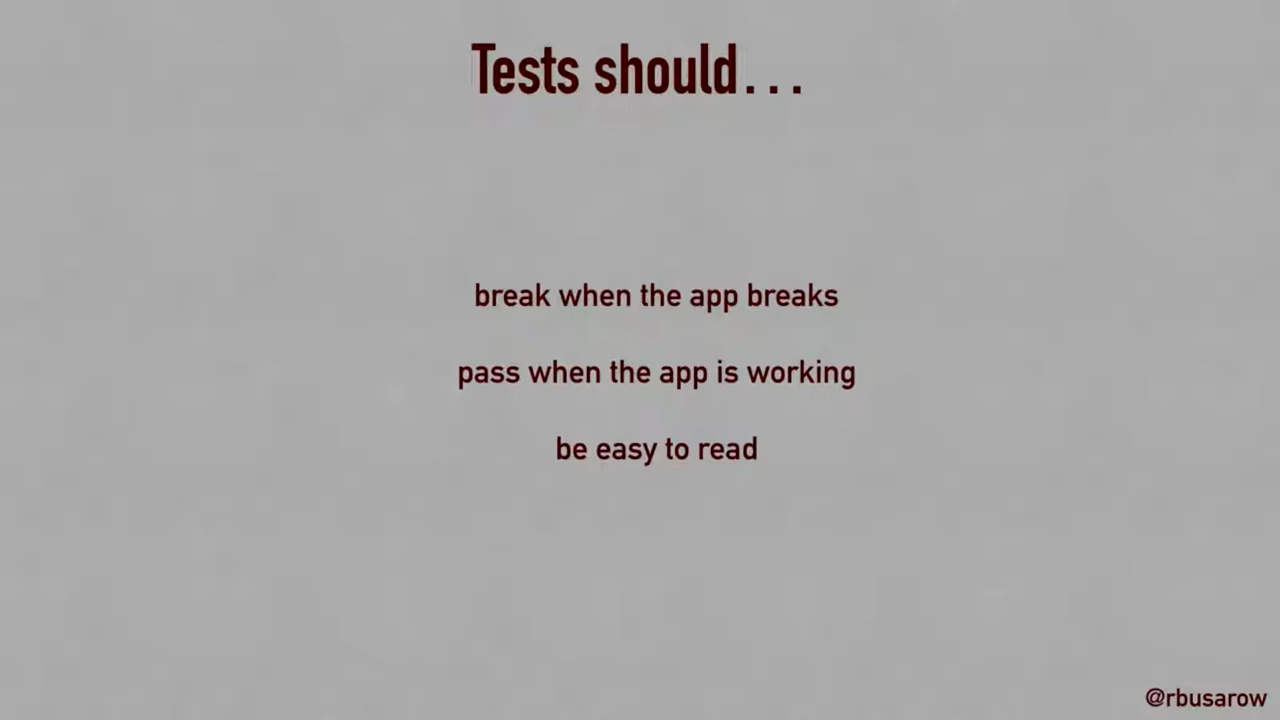 Tests should...
break when the app breaks
pass when the app is working
be easy to read
@rbusarow